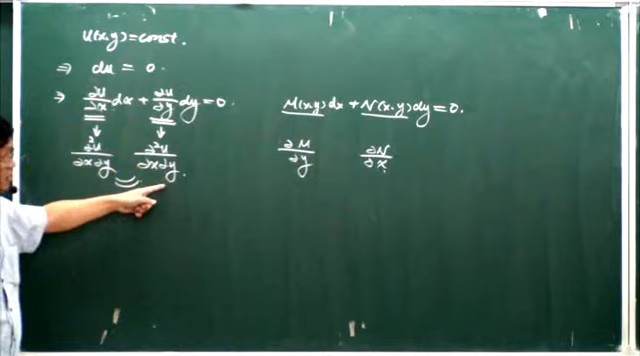 u(x,y)=const.
⇒ du = 0.
⇒ ∂u/∂x dx + ∂u/∂y dy = 0.
↓ ↓
∂²u/∂x∂y ∂²u/∂x∂y.
M(x,y)dx + N(x,y)dy = 0.
∂M/∂y ∂N/∂x